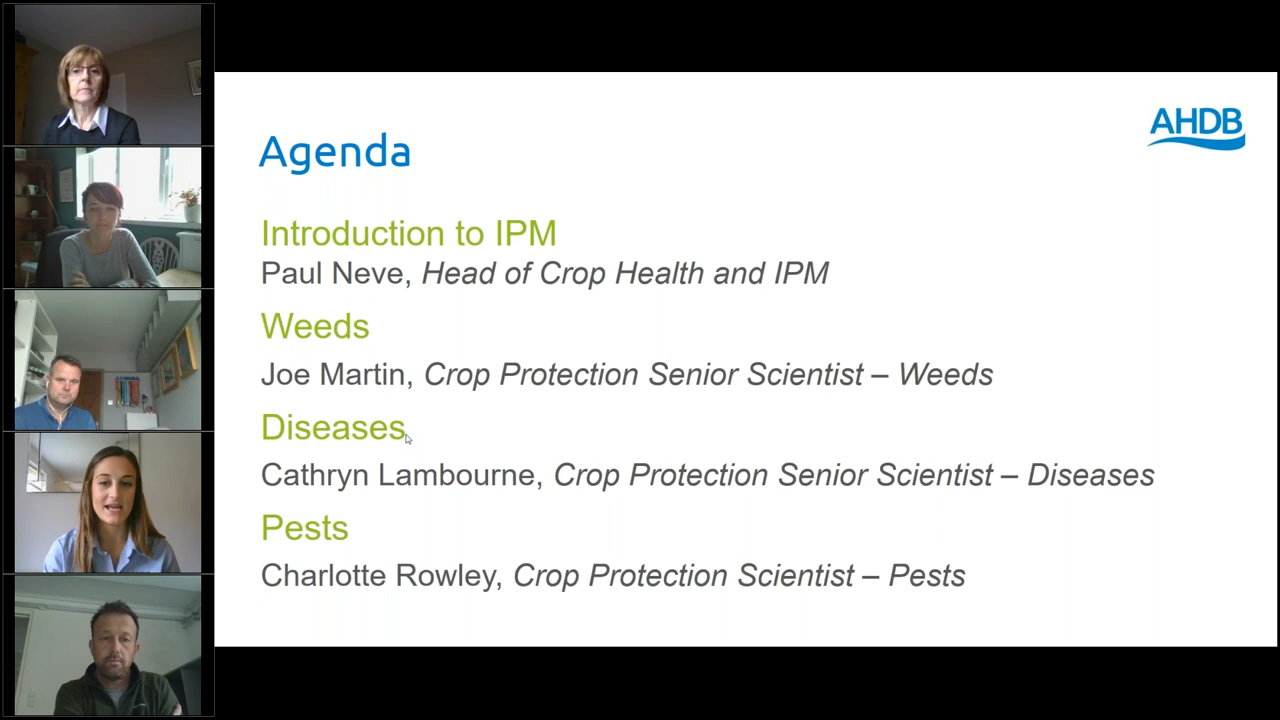 AHDB
Agenda
Introduction to IPM
Paul Neve, Head of Crop Health and IPM
Weeds
Joe Martin, Crop Protection Senior Scientist – Weeds
Diseases
Cathryn Lambourne, Crop Protection Senior Scientist – Diseases
Pests
Charlotte Rowley, Crop Protection Scientist – Pests